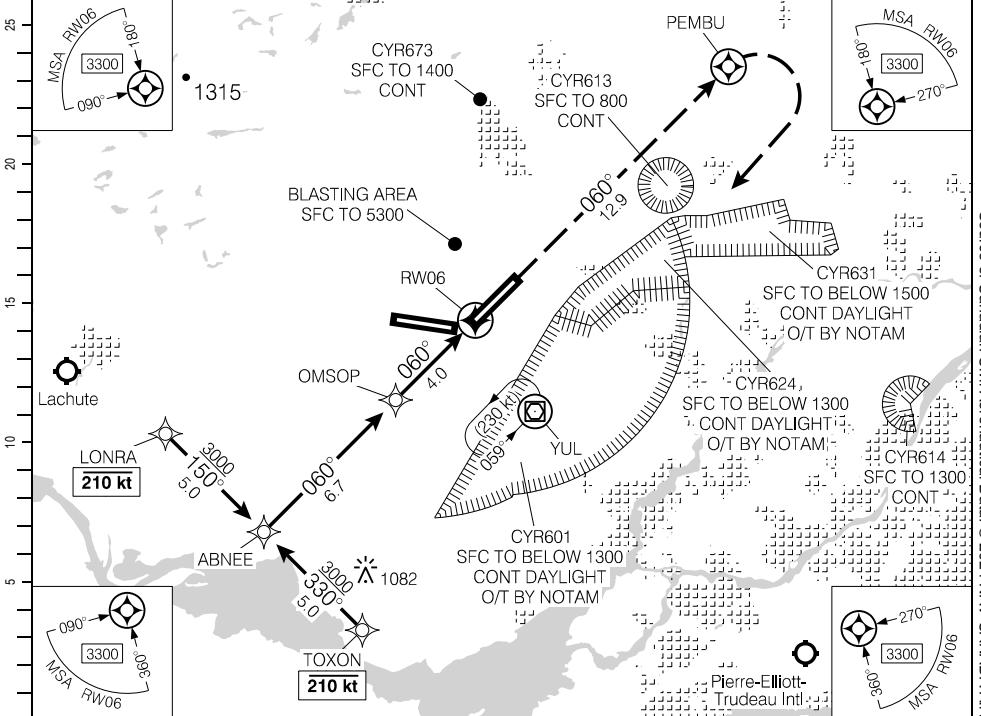 25
20
15
10
5
MSA RW06
180°
090°
3300
1315
CYR673
SFC TO 1400
CONT
CYR613
SFC TO 800
CONT
PEMBU
MSA RW06
180°
270°
3300
BLASTING AREA
SFC TO 5300
060°
12.9
RW06
CYR631
SFC TO BELOW 1500
CONT DAYLIGHT
O/T BY NOTAM
060°
4.0
OMSOP
Lachute
CYR624
SFC TO BELOW 1300
CONT DAYLIGHT
O/T BY NOTAM
(220 kt)
059°
YUL
LONRA
210 kt
3000
150°
5.0
060°
6.7
CYR614
SFC TO 1300
CONT
ABNEE
CYR601
SFC TO BELOW 1300
CONT DAYLIGHT
O/T BY NOTAM
3000
330°
5.0
1082
TOXON
210 kt
090°
360°
3300
MSA RW06
Pierre-Elliott-
Trudeau Intl
270°
360°
3300
MSA RW06